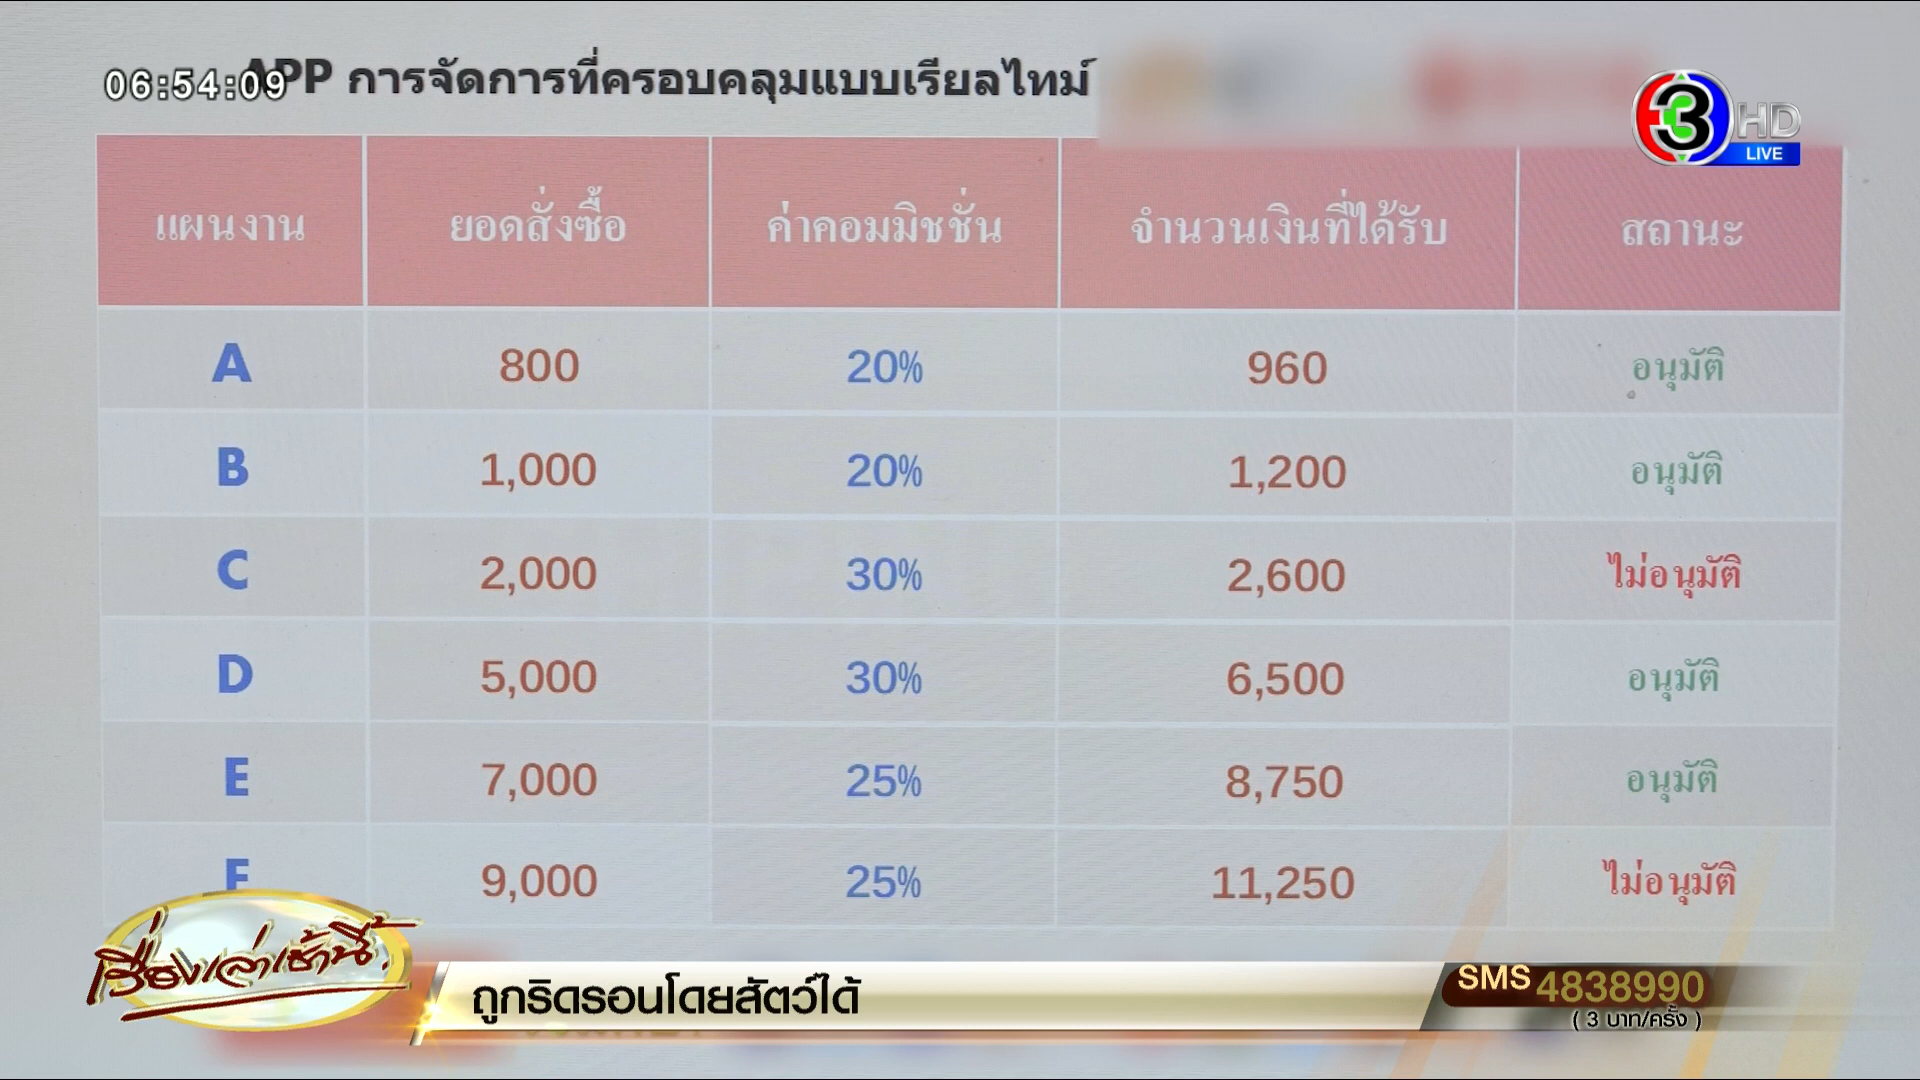 06:54:09
APP การจัดการที่ครอบคลุมแบบเรียลไทม์
3 HD
LIVE
แผนงาน ยอดสั่งซื้อ ค่าคอมมิชชั่น จำนวนเงินที่ได้รับ สถานะ
A 800 20% 960 อนุมัติ
B 1,000 20% 1,200 อนุมัติ
C 2,000 30% 2,600 ไม่อนุมัติ
D 5,000 30% 6,500 อนุมัติ
E 7,000 25% 8,750 อนุมัติ
F 9,000 25% 11,250 ไม่อนุมัติ
เรื่องเล่าเช้านี้
ถูกริดรอนโดยสัตว์ได้
SMS 4838990
( 3 บาท/ครั้ง )